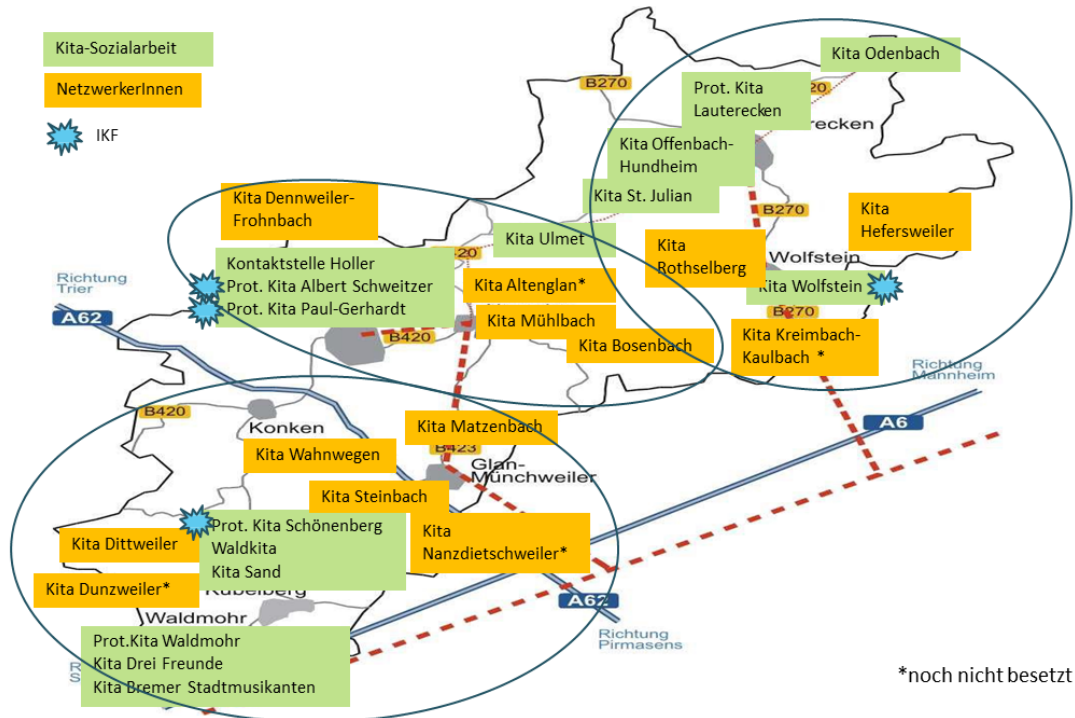 Kita-Sozialarbeit
NetzwerkerInnen
IKF
Kita Odenbach
B270
20
Prot. Kita
Lauterecken
recken
Kita Offenbach-
Hundheim
Kita St. Julian
B270
Kita Dennweiler-
Frohnbach
Kita
Hefersweiler
Kita Ulmet
420
Kita
Rothselberg
Wolfstein
Kita Wolfstein
Richtung
Trier
A62
Kontaktstelle Holler
Prot. Kita Albert Schweitzer
Prot. Kita Paul-Gerhardt
Kita Altenglan*
Kita Mühlbach
B420
Kita Bosenbach
B270
Kita Kreimbach-
Kaulbach *
Richtung
Mannheim
A6
B420
Konken
Kita Matzenbach
B423
Glan-
Münchweiler
Kita Wahnwegen
Kita Steinbach
Kita
Nanzdietschweiler*
Prot. Kita Schönenberg
Waldkita
Kita Sand
Kita Dittweiler
Kita Dunzweiler*
Kübelberg
Waldmohr
A62
Richtung
Pirmasens
Prot.Kita Waldmohr
Kita Drei Freunde
Kita Bremer Stadtmusikanten
R
S
*noch nicht besetzt